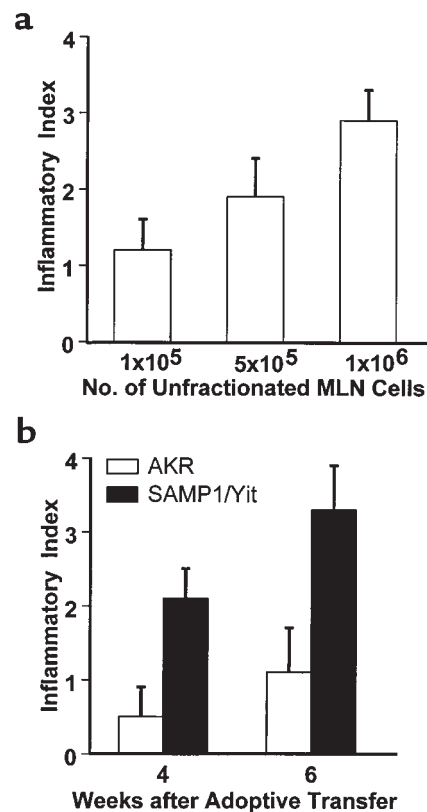 a
4
3
2
1
0
Inflammatory Index
1x10⁵ 5x10⁵ 1x10⁶
No. of Unfractionated MLN Cells
b
4
3
2
1
0
Inflammatory Index
AKR
SAMP1/Yit
4 6
Weeks after Adoptive Transfer